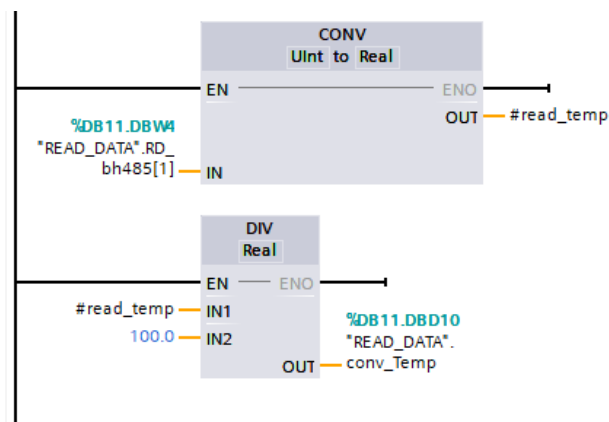 CONV
UInt to Real
EN
ENO
OUT
#read_temp
%DB11.DBW4
"READ_DATA".RD_
bh485[1]
IN
DIV
Real
EN
ENO
#read_temp
IN1
100.0
IN2
%DB11.DBD10
"READ_DATA".
OUT
conv_Temp